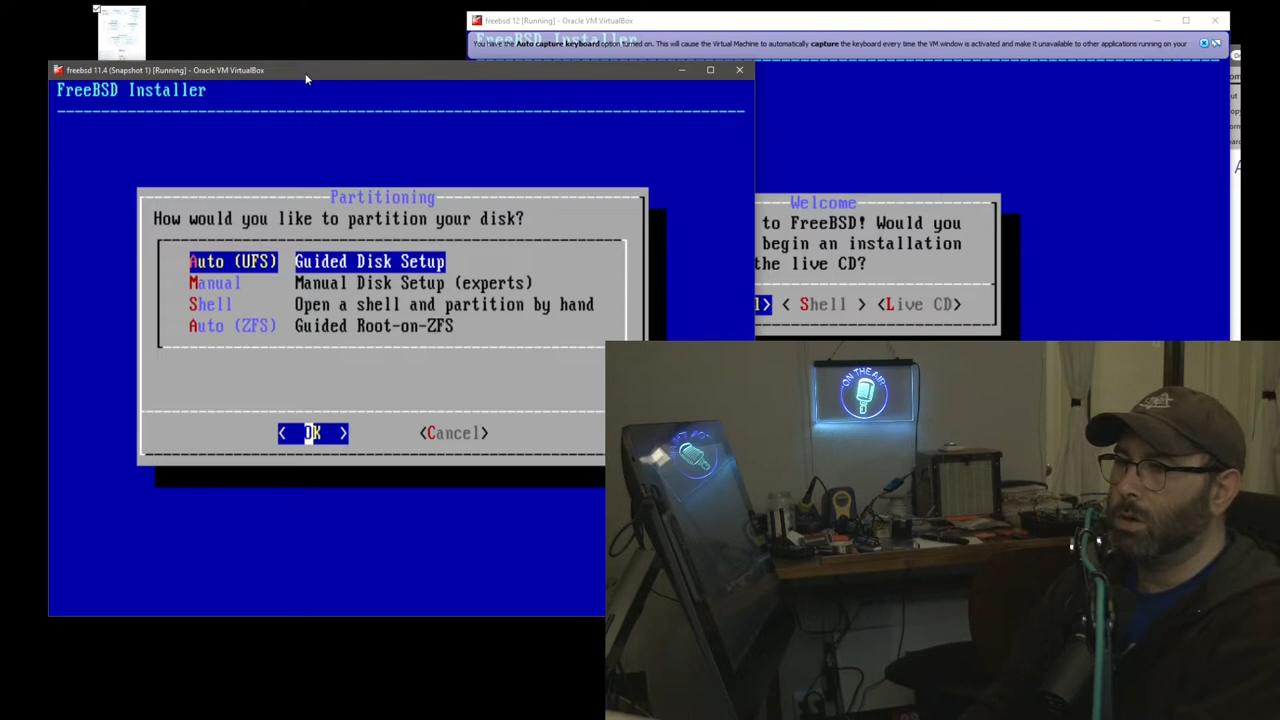 freebsd 12 [Running] - Oracle VM VirtualBox
You have the Auto capture keyboard option turned on. This will cause the Virtual Machine to automatically capture the keyboard every time the VM window is activated and make it unavailable to other applications running on your
freebsd 11.4 (Snapshot 1) [Running] - Oracle VM VirtualBox
FreeBSD Installer
Partitioning
How would you like to partition your disk?
Auto (UFS) Guided Disk Setup
Manual Manual Disk Setup (experts)
Shell Open a shell and partition by hand
Auto (ZFS) Guided Root-on-ZFS
< OK > <Cancel>
Welcome
to FreeBSD! Would you
begin an installation
the live CD?
l> < Shell > <Live CD>
ON THE AIR